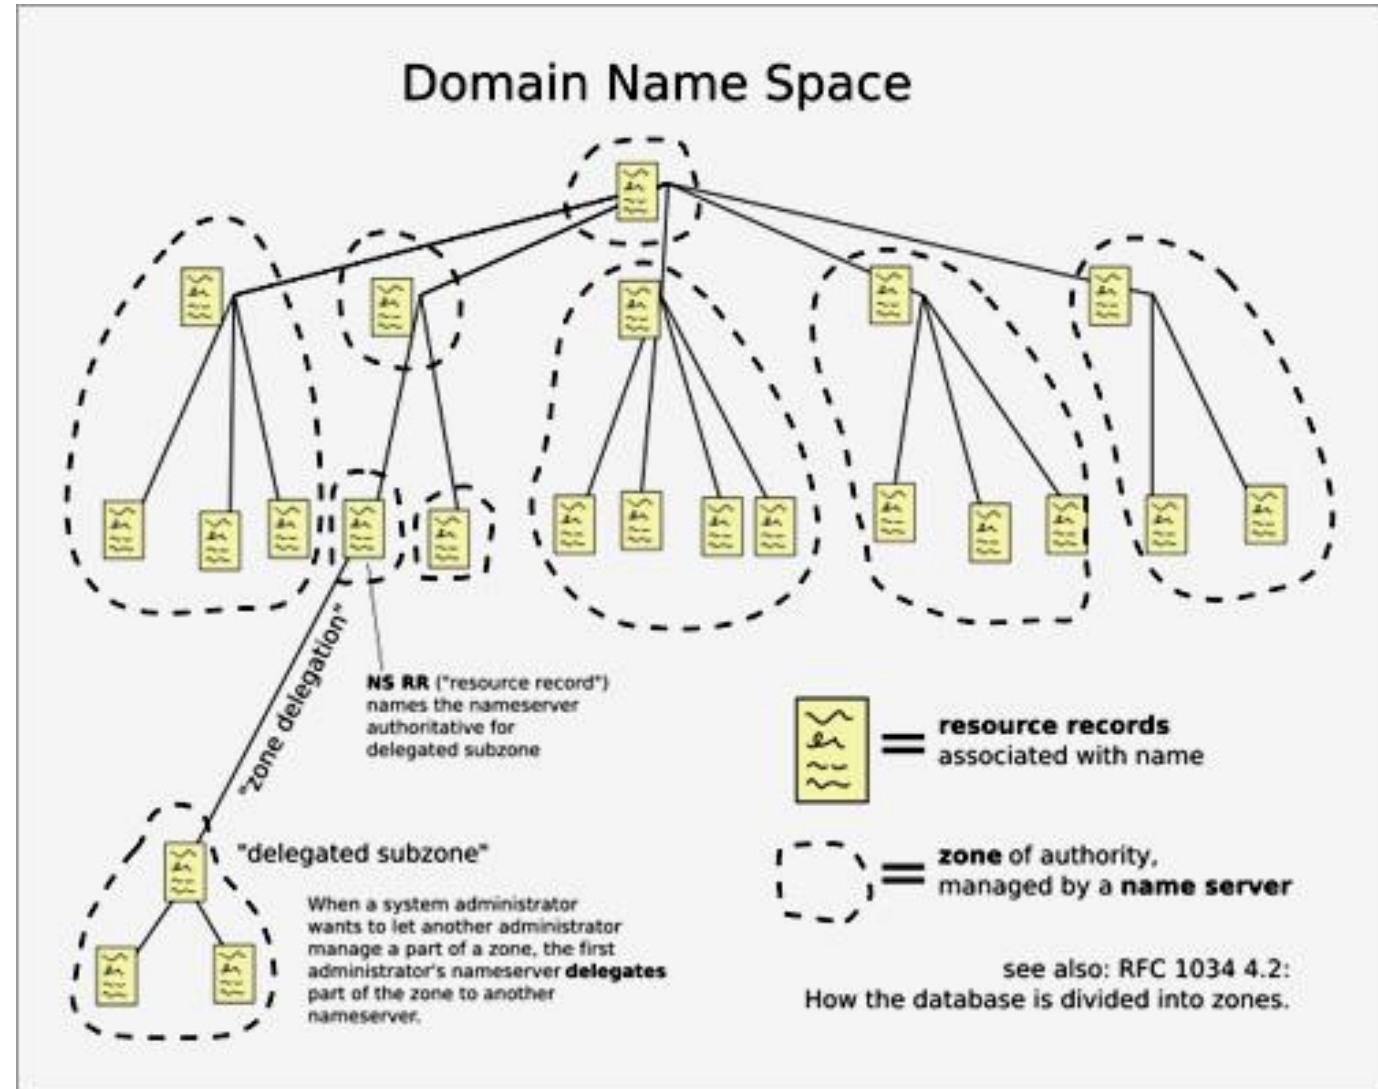 Domain Name Space
"zone delegation"
NS RR ("resource record")
names the nameserver
authoritative for
delegated subzone
resource records
associated with name
"delegated subzone"
When a system administrator
wants to let another administrator
manage a part of a zone, the first
administrator's nameserver delegates
part of the zone to another
nameserver.
zone of authority,
managed by a name server
see also: RFC 1034 4.2:
How the database is divided into zones.